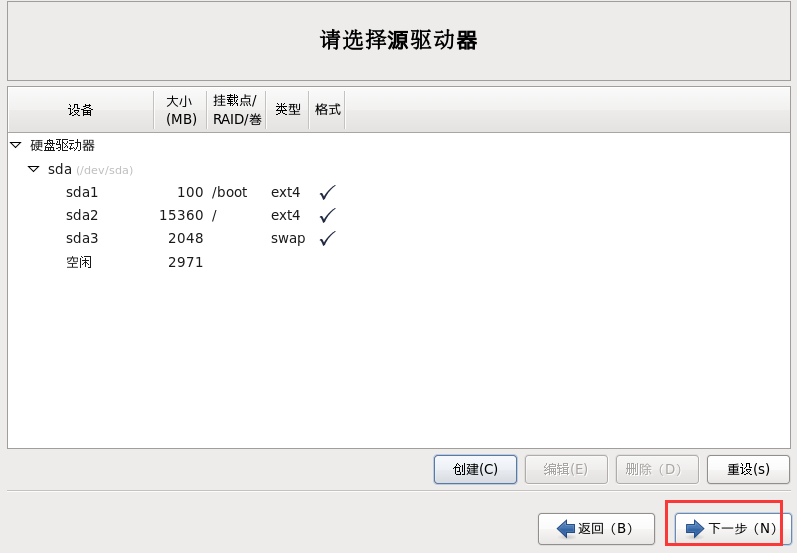 请选择源驱动器
设备
大小
(MB)
挂载点/
RAID/卷
类型
格式
硬盘驱动器
sda (/dev/sda)
sda1 100 /boot ext4
sda2 15360 / ext4
sda3 2048 swap
空闲 2971
创建(C) 编辑(E) 删除（D） 重设(s)
返回（B） 下一步（N）